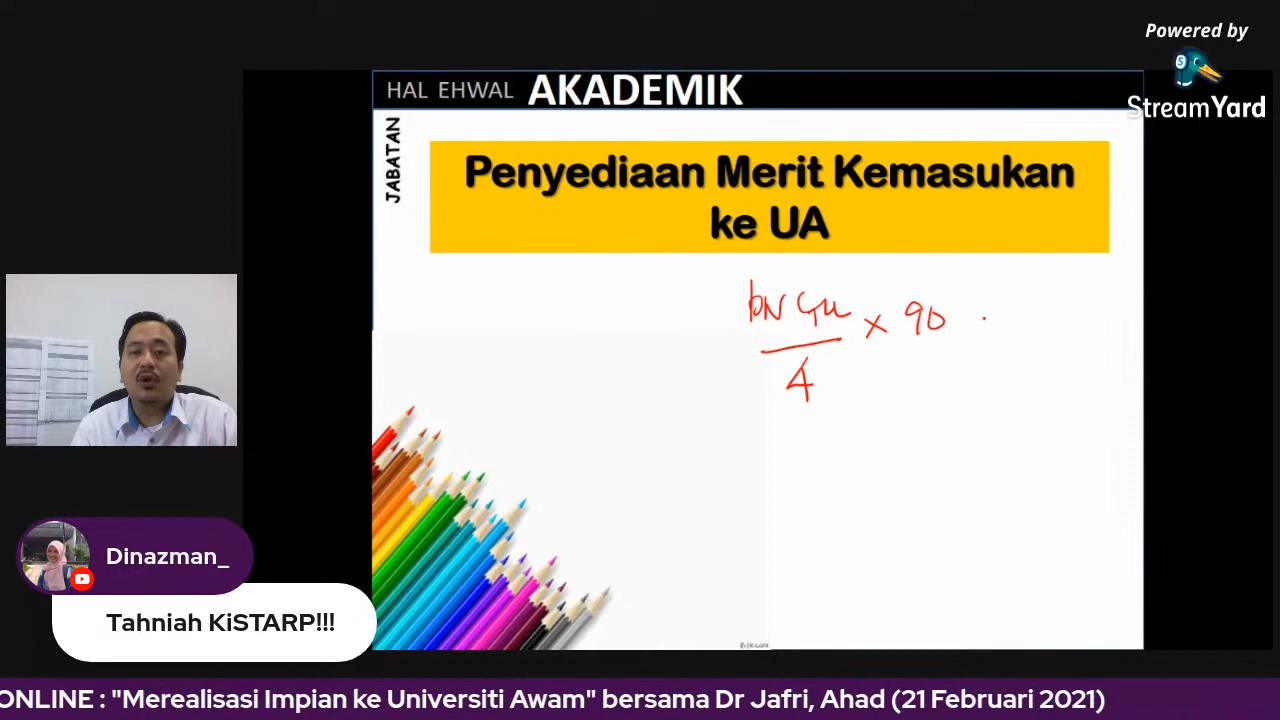 Powered by
StreamYard
HAL EHWAL AKADEMIK
JABATAN
Penyediaan Merit Kemasukan
ke UA
PNGK
4
x 90
Dinazman_
Tahniah KiSTARP!!!
ONLINE : "Merealisasi Impian ke Universiti Awam" bersama Dr Jafri, Ahad (21 Februari 2021)